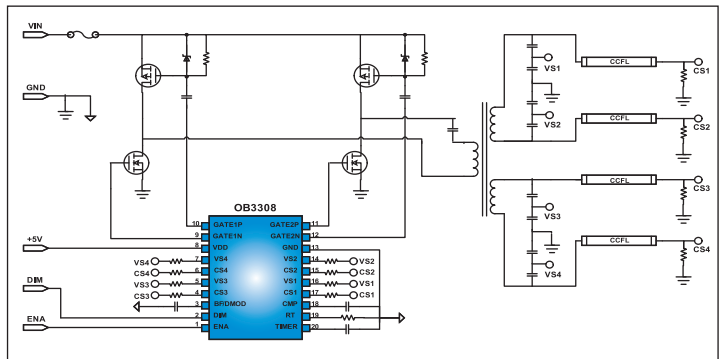 VIN
GND
+5V
DIM
ENA
OB3308
10 GATE1P GATE2P 11
9 GATE1N GATE2N 12
8 VDD GND 13
VS4 7 VS4 VS2 14 VS2
CS4 6 CS4 CS2 15 CS2
VS3 5 VS3 VS1 16 VS1
CS3 4 CS3 CS1 17 CS1
3 BF/DMOD CMP 18
2 DIM RT 19
1 ENA TIMER 20
VS1
VS2
VS3
VS4
CCFL CS1
CCFL CS2
CCFL CS3
CCFL CS4